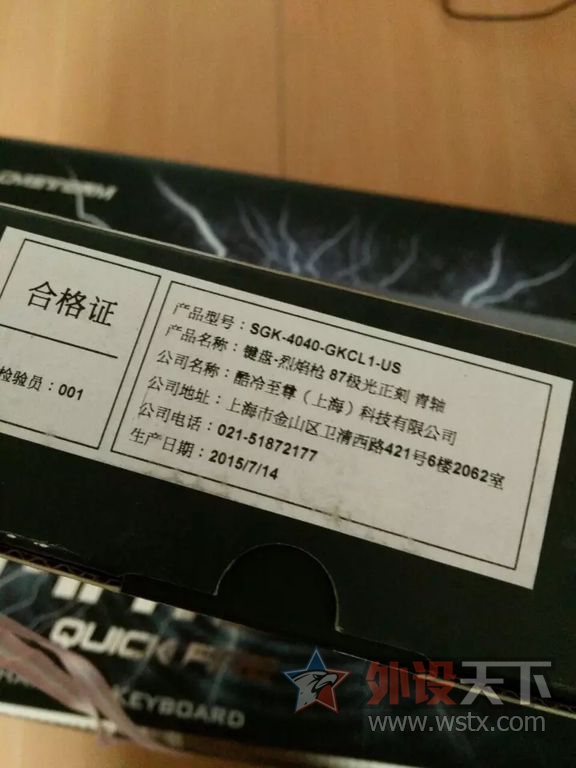 CMSTORM
合格证
检验员：001
产品型号：SGK-4040-GKCL1-US
产品名称：键盘-烈焰枪 87极光正刻 青轴
公司名称：酷冷至尊（上海）科技有限公司
公司地址：上海市金山区卫清西路421号6楼2062室
公司电话：021-51872177
生产日期：2015/7/14
QUICK FIRE
KEYBOARD
外设天下
www.wstx.com